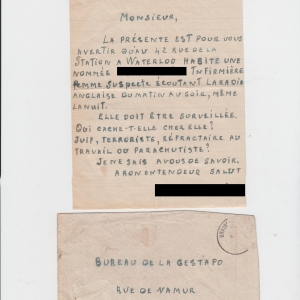 Monsieur,
La présente est pour vous
avertir qu'au 42 rue de la
Station a Waterloo habite une
nommée infirmière
femme suspecte écoutant la radio
anglaise du matin au soir, même
la nuit.
Elle doit être surveillée.
Qui cache-t-elle cher elle?
Juif, terroriste, réfractaire au
travail ou parachutiste?
Je ne sais a vous de savoir.
A bon entendeur salut
Bureau de la Gestapo
Rue de Namur